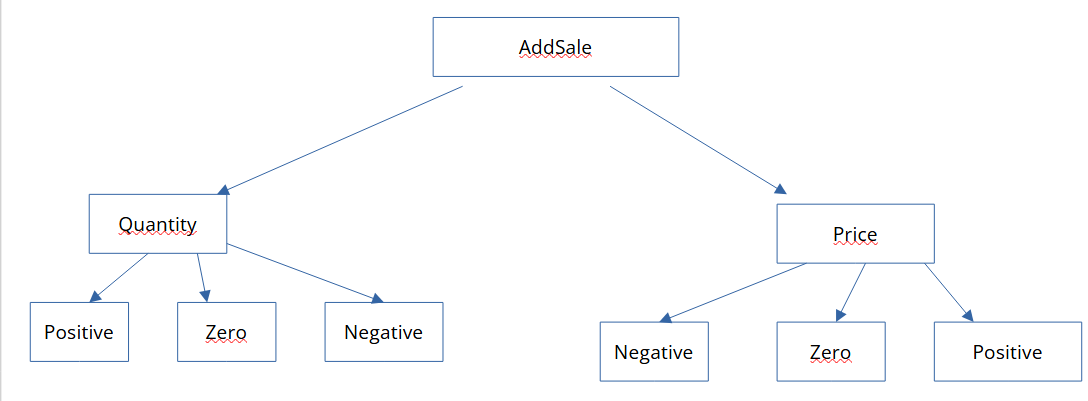 AddSale
Quantity
Price
Positive
Zero
Negative
Negative
Zero
Positive